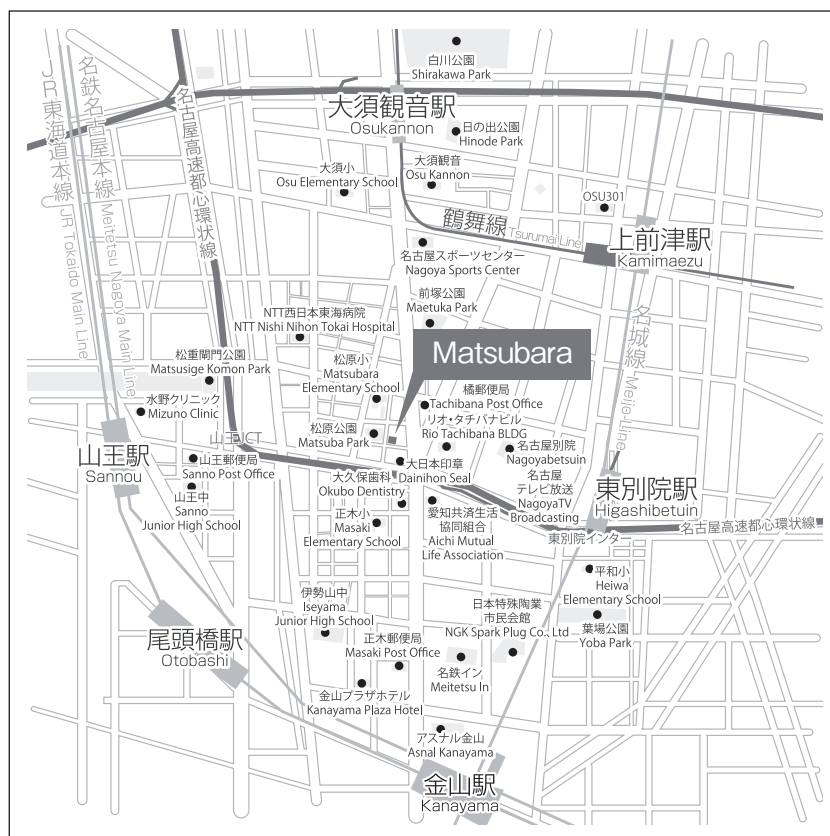 白川公園
Shirakawa Park
大須観音駅
Osukannon
日の出公園
Hinode Park
大須小
Osu Elementary School
大須観音
Osu Kannon
OSU301
鶴舞線 Tsurumai Line
上前津駅
Kamimaezu
名古屋スポーツセンター
Nagoya Sports Center
JR東海道本線 JR Tokaido Main Line
名鉄名古屋本線 Meitetsu Nagoya Main Line
名古屋高速都心環状線
前塚公園
Maetuka Park
NTT西日本東海病院
NTT Nishi Nihon Tokai Hospital
名城線 Meijo Line
Matsubara
松重閘門公園
Matsusige Komon Park
松原小
Matsubara
Elementary School
水野クリニック
Mizuno Clinic
橘郵便局
Tachibana Post Office
リオ・タチバナビル
Rio Tachibana BLDG
松原公園
Matsuba Park
山王JCT
山王駅
Sannou
山王郵便局
Sanno Post Office
大日本印章
Dainihon Seal
名古屋別院
Nagoyabetsuin
大久保歯科
Okubo Dentistry
名古屋
テレビ放送
NagoyaTV
Broadcasting
東別院駅
Higashibetuin
山王中
Sanno
Junior High School
正木小
Masaki
Elementary School
愛知共済生活
協同組合
Aichi Mutual
Life Association
名古屋高速都心環状線
東別院インター
平和小
Heiwa
Elementary School
伊勢山中
Iseyama
Junior High School
日本特殊陶業
市民会館
NGK Spark Plug Co., Ltd
葉場公園
Yoba Park
尾頭橋駅
Otobashi
正木郵便局
Masaki Post Office
名鉄イン
Meitetsu In
金山プラザホテル
Kanayama Plaza Hotel
アスナル金山
Asnal Kanayama
金山駅
Kanayama